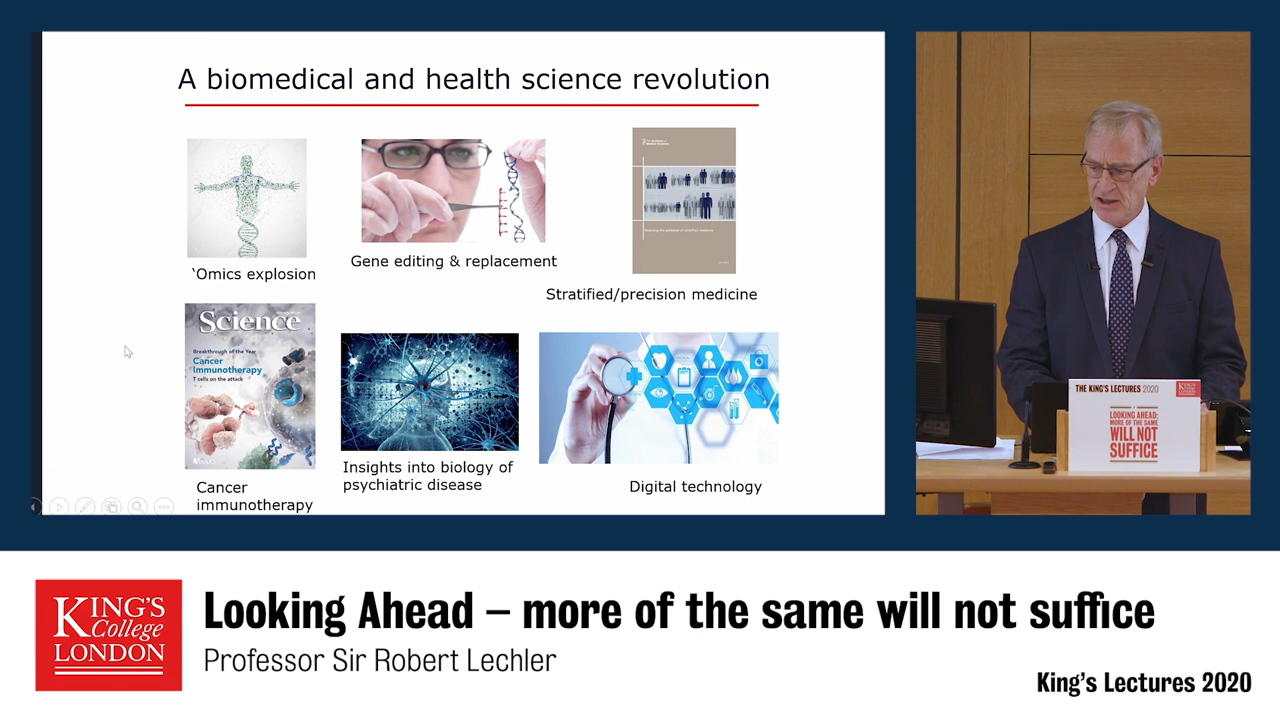 A biomedical and health science revolution
'Omics explosion
Gene editing & replacement
Stratified/precision medicine
Science
Breakthrough of the Year
Cancer
Immunotherapy
T cells on the attack
Cancer
immunotherapy
Insights into biology of
psychiatric disease
Digital technology
THE KING'S LECTURES 2020
KING'S
College
LONDON
LOOKING AHEAD:
MORE OF THE SAME
WILL NOT
SUFFICE
KING'S
College
LONDON
Looking Ahead – more of the same will not suffice
Professor Sir Robert Lechler
King's Lectures 2020